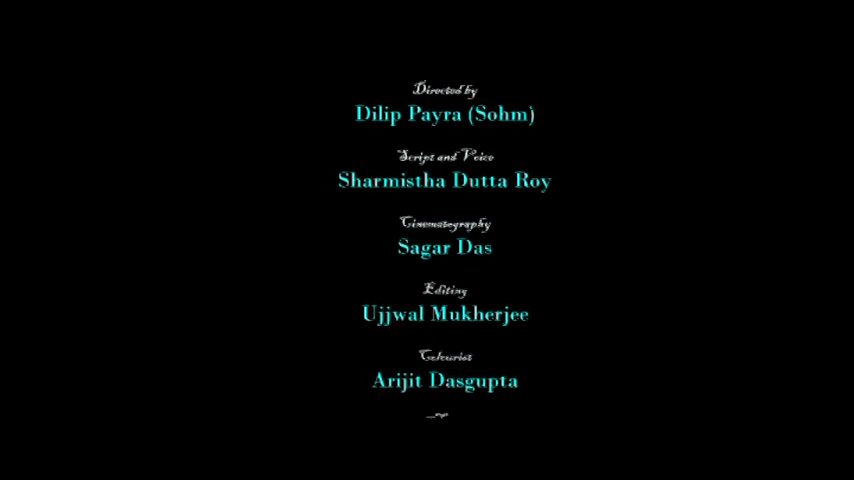 Directed by
Dilip Payra (Sohm)
Script and Voice
Sharmistha Dutta Roy
Cinematography
Sagar Das
Editing
Ujjwal Mukherjee
Colourist
Arijit Dasgupta